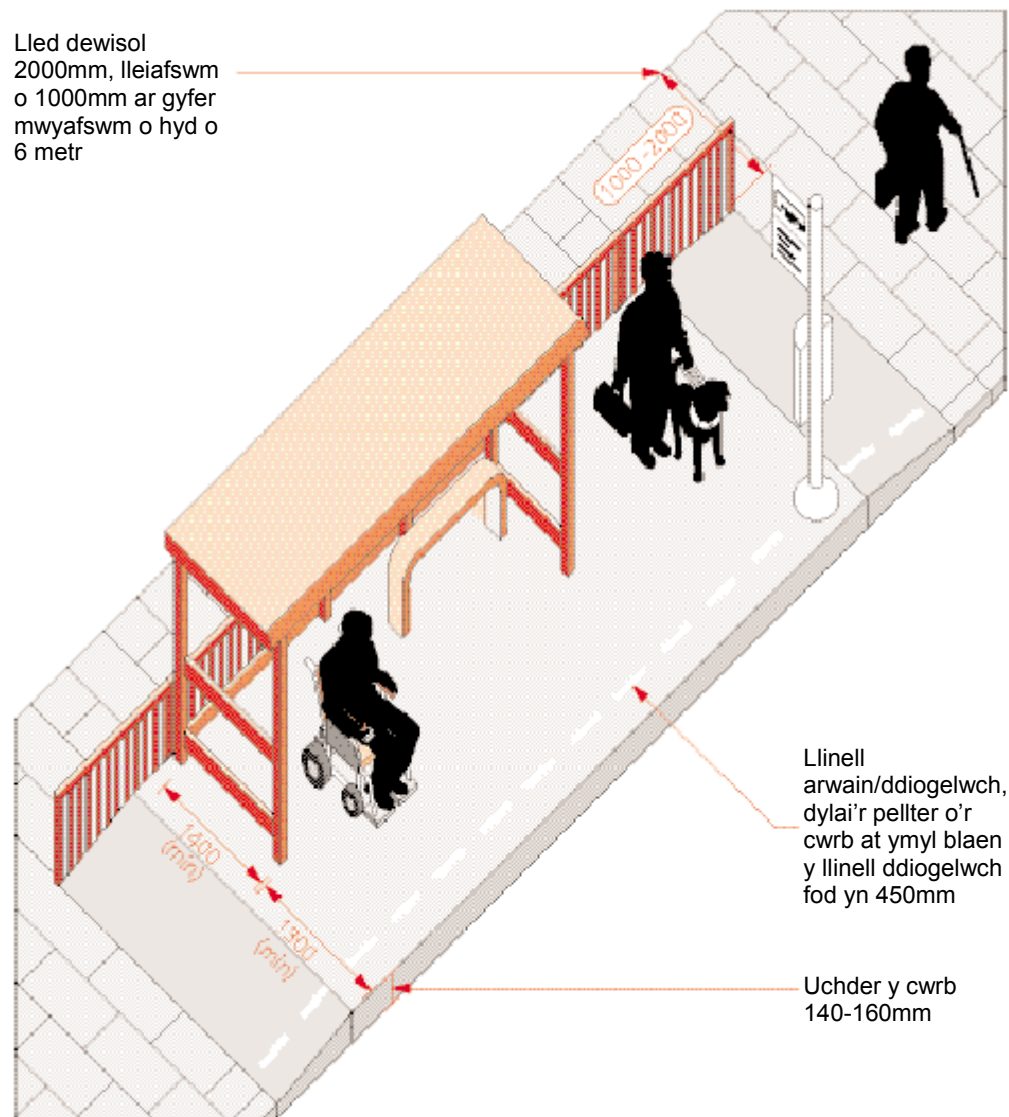 Lled dewisol
2000mm, lleiafswm
o 1000mm ar gyfer
mwyafswm o hyd o
6 metr
1000 - 2000
1400
(min)
1300
(min)
Llinell
arwain/ddiogelwch,
dylai'r pellter o'r
cwrb at ymyl blaen
y llinell ddiogelwch
fod yn 450mm
Uchder y cwrb
140-160mm